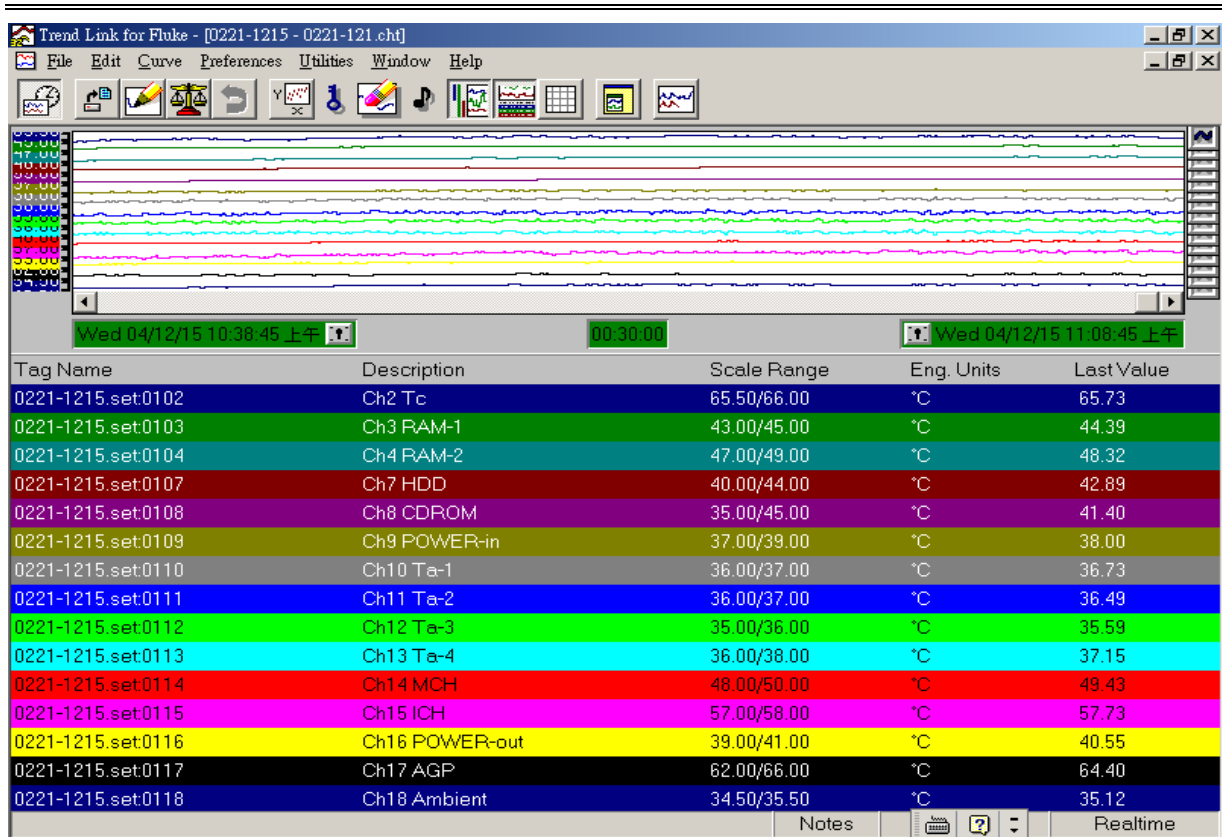 Trend Link for Fluke - [0221-1215 - 0221-121.cht]
File Edit Curve Preferences Utilities Window Help
Wed 04/12/15 10:38:45 上午 00:30:00 Wed 04/12/15 11:08:45 上午
Tag Name Description Scale Range Eng. Units Last Value
0221-1215.set:0102 Ch2 Tc 65.50/66.00 °C 65.73
0221-1215.set:0103 Ch3 RAM-1 43.00/45.00 °C 44.39
0221-1215.set:0104 Ch4 RAM-2 47.00/49.00 °C 48.32
0221-1215.set:0107 Ch7 HDD 40.00/44.00 °C 42.89
0221-1215.set:0108 Ch8 CDROM 35.00/45.00 °C 41.40
0221-1215.set:0109 Ch9 POWER-in 37.00/39.00 °C 38.00
0221-1215.set:0110 Ch10 Ta-1 36.00/37.00 °C 36.73
0221-1215.set:0111 Ch11 Ta-2 36.00/37.00 °C 36.49
0221-1215.set:0112 Ch12 Ta-3 35.00/36.00 °C 35.59
0221-1215.set:0113 Ch13 Ta-4 36.00/38.00 °C 37.15
0221-1215.set:0114 Ch14 MCH 48.00/50.00 °C 49.43
0221-1215.set:0115 Ch15 ICH 57.00/58.00 °C 57.73
0221-1215.set:0116 Ch16 POWER-out 39.00/41.00 °C 40.55
0221-1215.set:0117 Ch17 AGP 62.00/66.00 °C 64.40
0221-1215.set:0118 Ch18 Ambient 34.50/35.50 °C 35.12
Notes Realtime